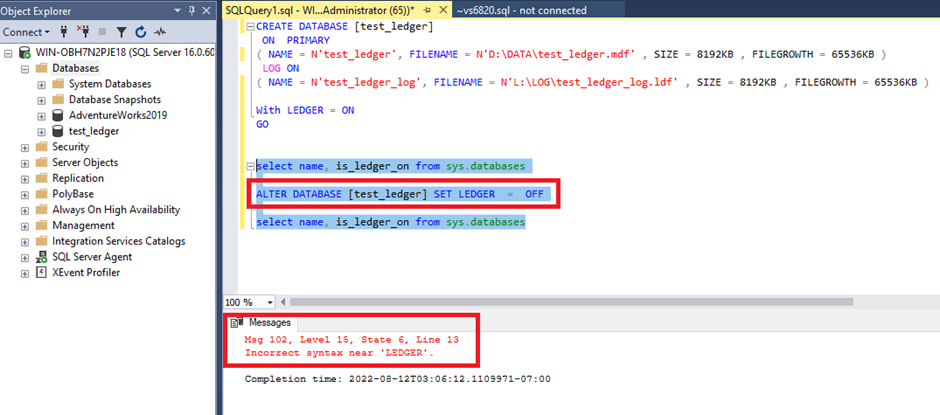 Object Explorer
Connect
WIN-OBH7N2PJE18 (SQL Server 16.0.60
Databases
System Databases
Database Snapshots
AdventureWorks2019
test_ledger
Security
Server Objects
Replication
PolyBase
Always On High Availability
Management
Integration Services Catalogs
SQL Server Agent
XEvent Profiler
SQLQuery1.sql - WI...Administrator (65))*
~vs6820.sql - not connected
CREATE DATABASE [test_ledger]
ON PRIMARY
( NAME = N'test_ledger', FILENAME = N'D:\DATA\test_ledger.mdf' , SIZE = 8192KB , FILEGROWTH = 65536KB )
LOG ON
( NAME = N'test_ledger_log', FILENAME = N'L:\LOG\test_ledger_log.ldf' , SIZE = 8192KB , FILEGROWTH = 65536KB )
With LEDGER = ON
GO
select name, is_ledger_on from sys.databases
ALTER DATABASE [test_ledger] SET LEDGER = OFF
select name, is_ledger_on from sys.databases
100 %
Messages
Msg 102, Level 15, State 6, Line 13
Incorrect syntax near 'LEDGER'.
Completion time: 2022-08-12T03:06:12.1109971-07:00